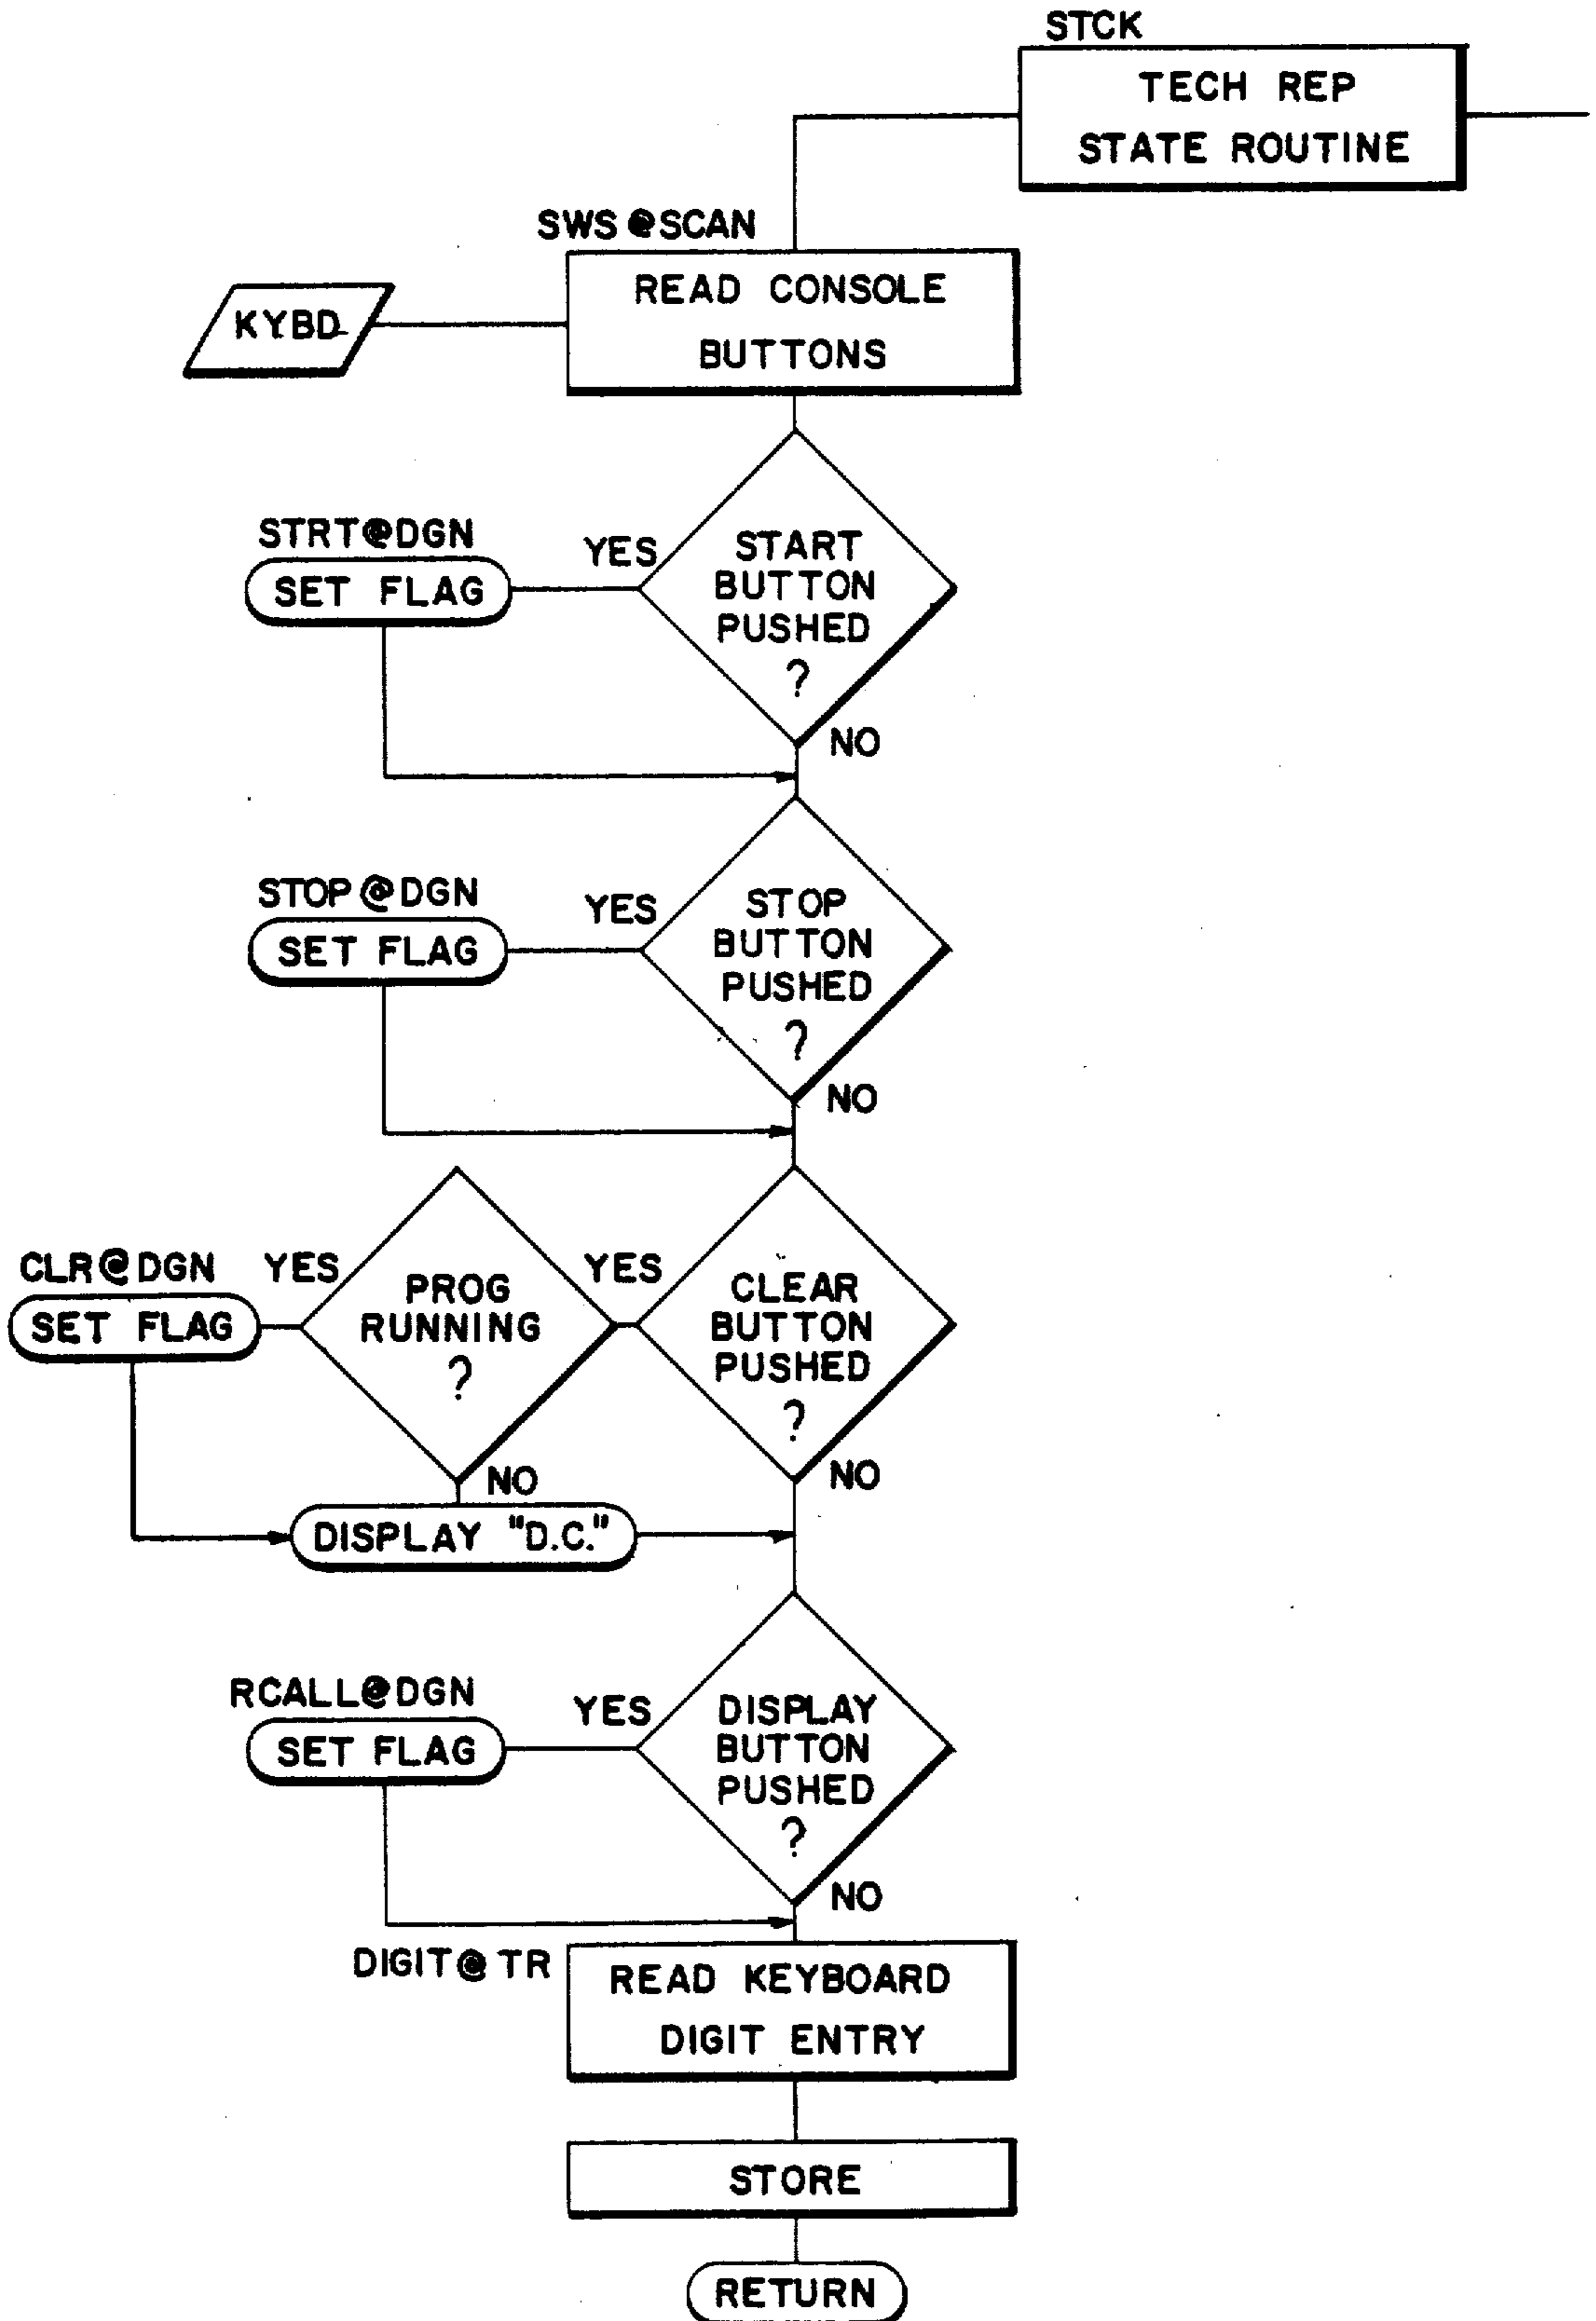 STCK
TECH REP
STATE ROUTINE
SWS@SCAN
READ CONSOLE
BUTTONS
KYBD
STRT@DGN
SET FLAG
YES
START
BUTTON
PUSHED
?
NO
STOP@DGN
SET FLAG
YES
STOP
BUTTON
PUSHED
?
NO
CLR@DGN
SET FLAG
YES
PROG
RUNNING
?
NO
YES
CLEAR
BUTTON
PUSHED
?
NO
DISPLAY "D.C."
RCALL@DGN
SET FLAG
YES
DISPLAY
BUTTON
PUSHED
?
NO
DIGIT@TR
READ KEYBOARD
DIGIT ENTRY
STORE
RETURN